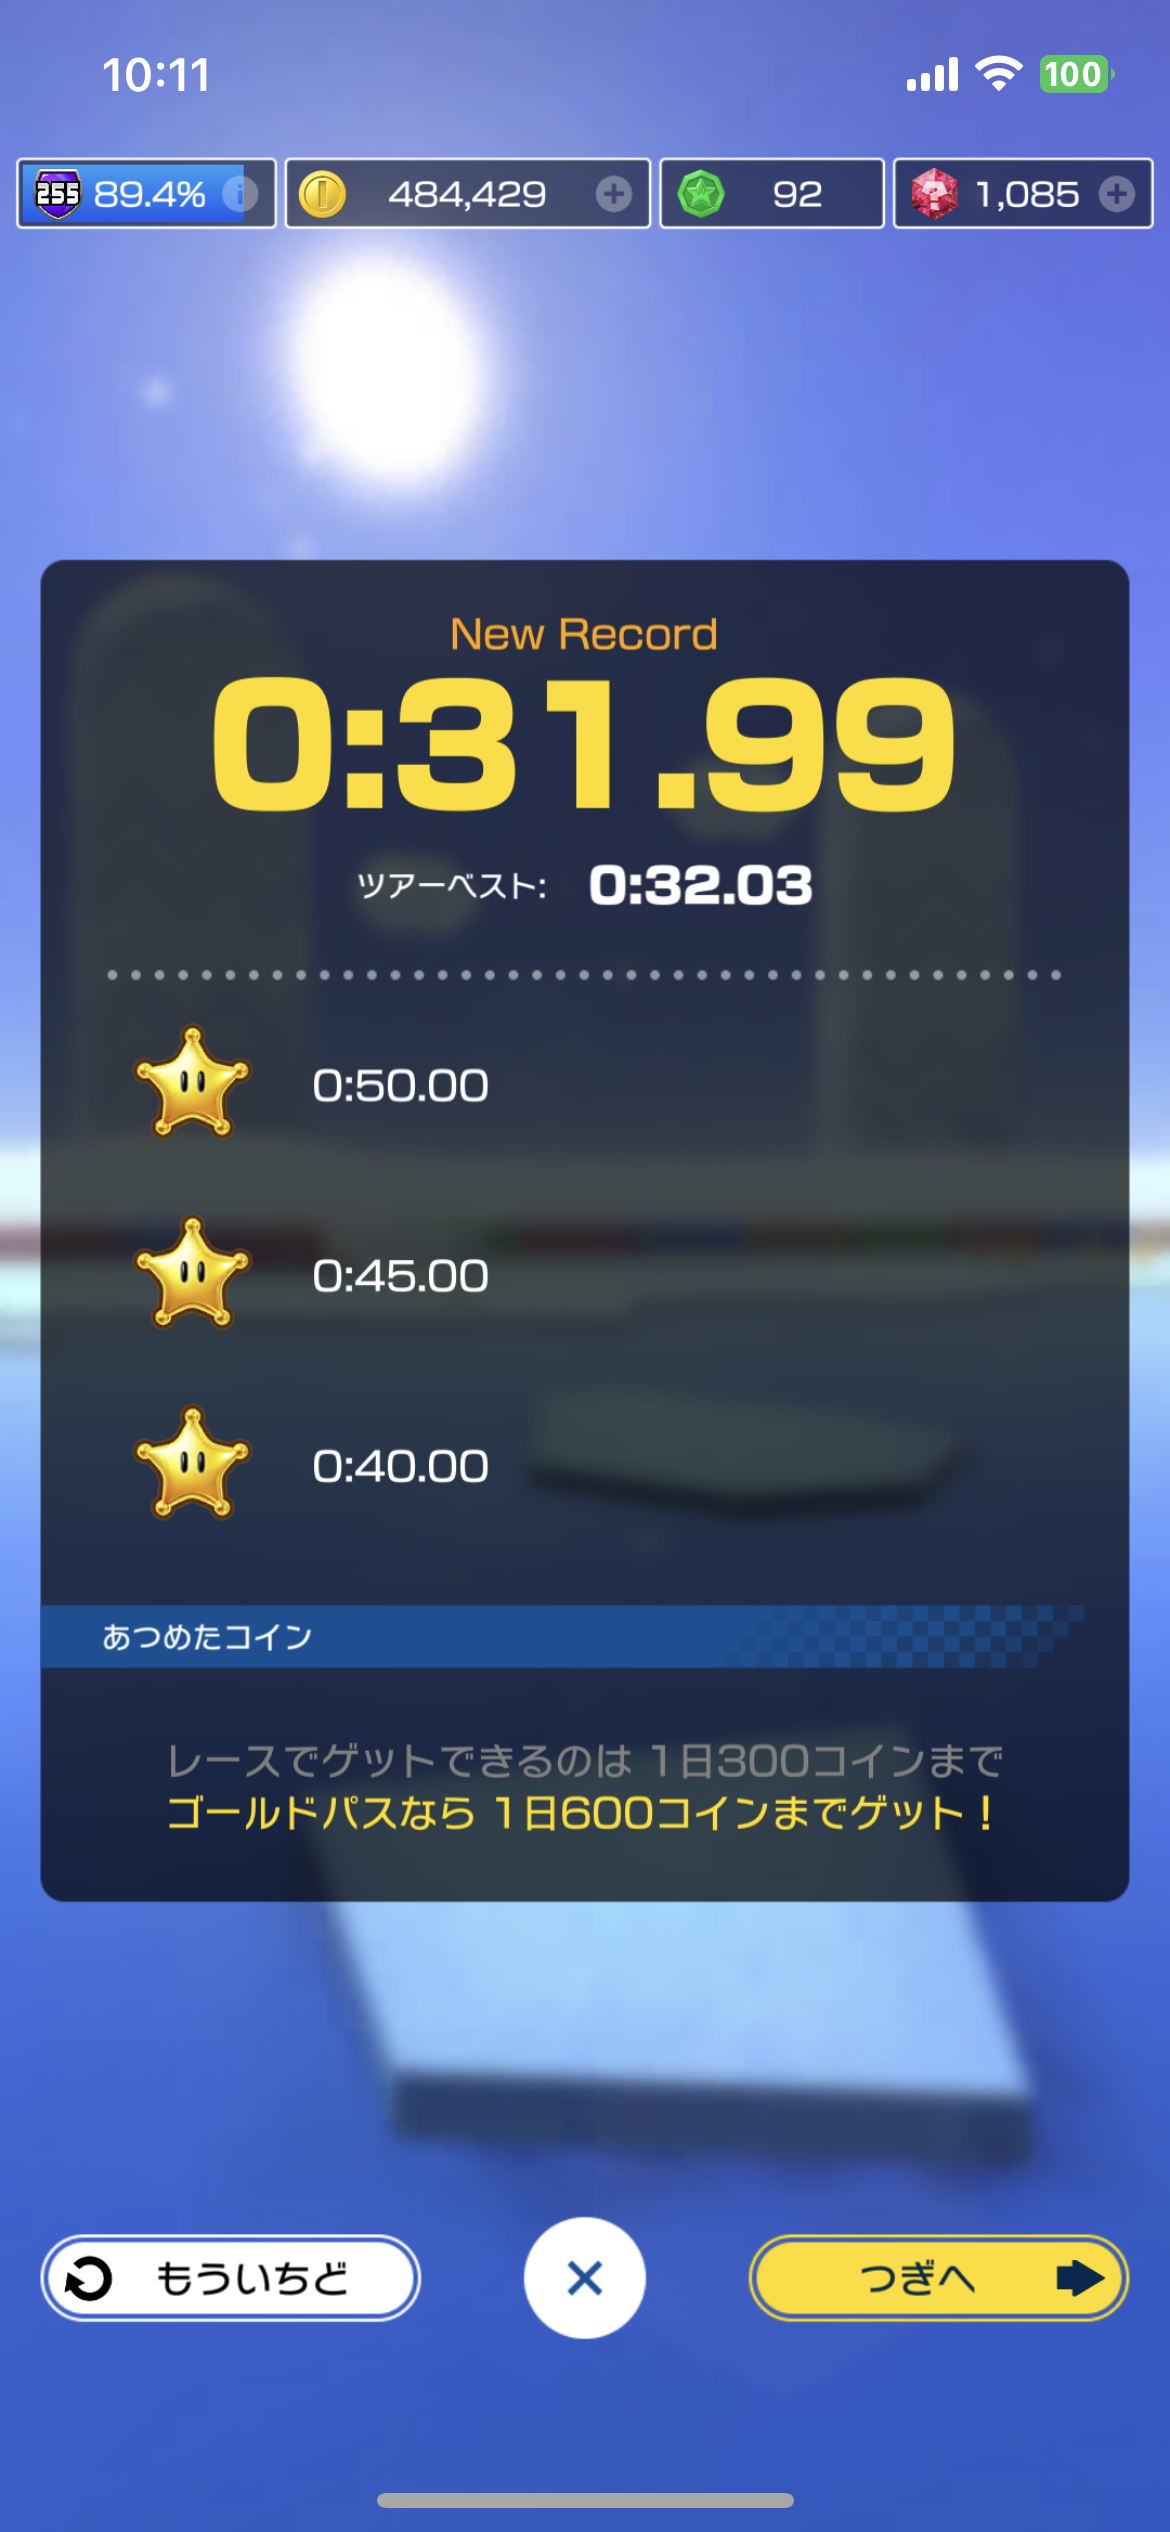 10:11
100
255 89.4% i 484,429 92 1,085
New Record
0:31.99
ツアーベスト: 0:32.03
0:50.00
0:45.00
0:40.00
あつめたコイン
レースでゲットできるのは 1日300コインまで
ゴールドパスなら 1日600コインまでゲット！
もういちど
つぎへ